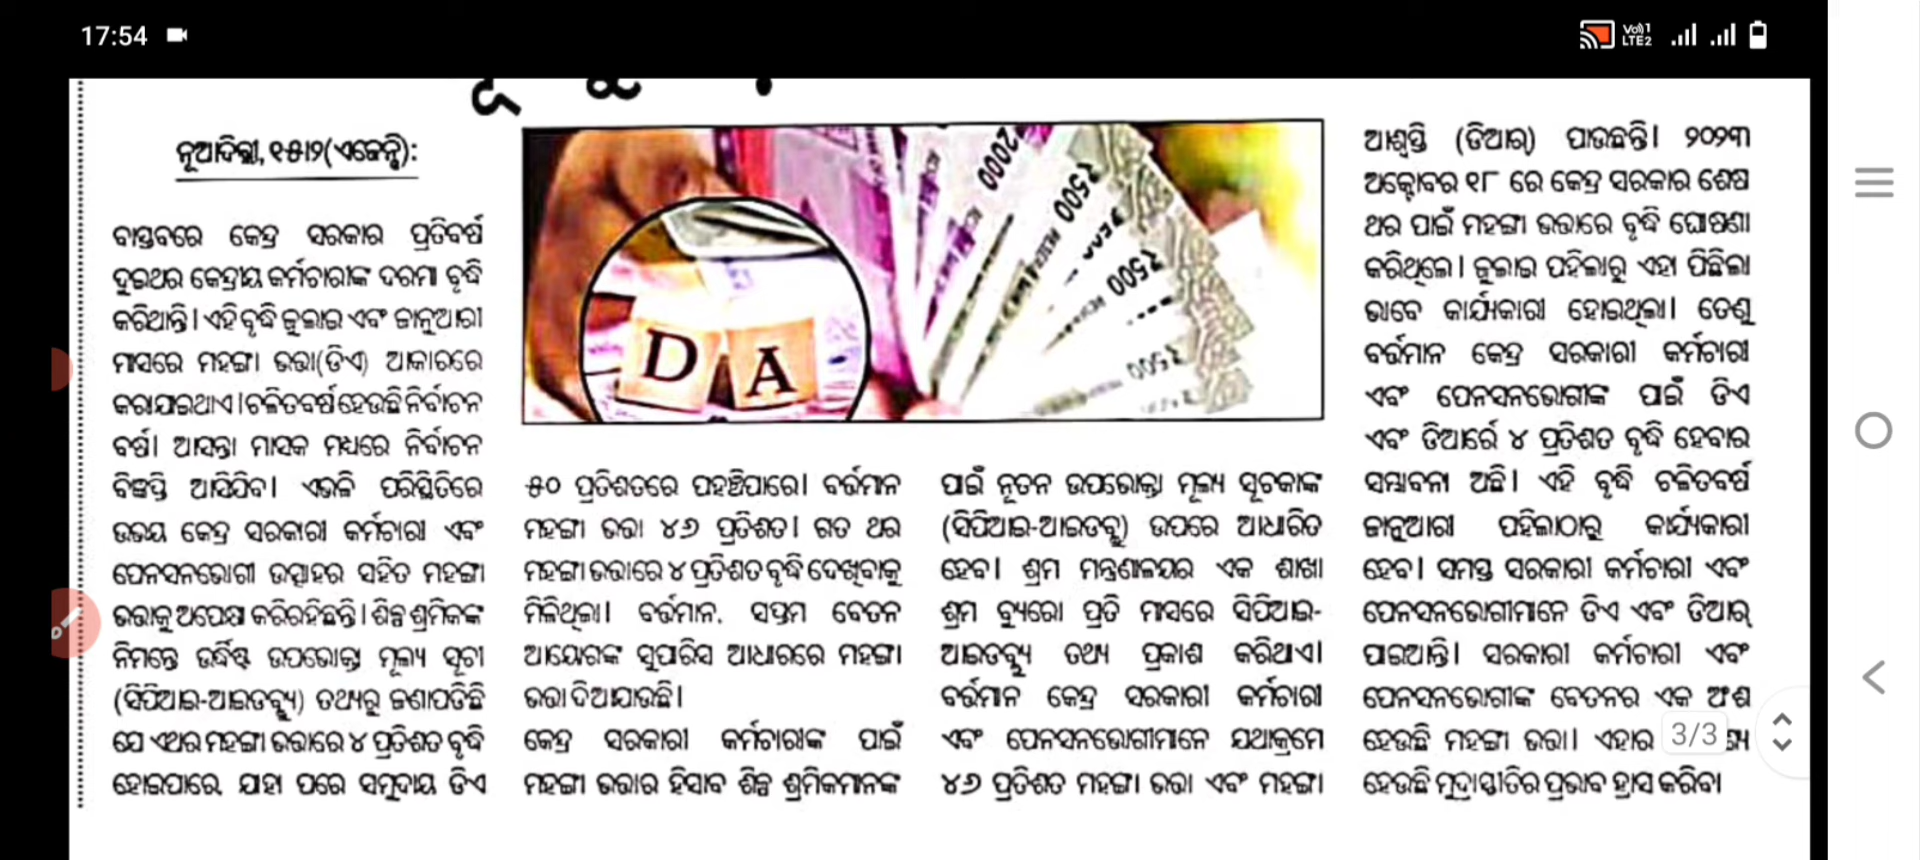 17:54
Vo)) 1
LTE2
ନୂଆଦିଲ୍ଲୀ, ୧୫ା୨(ଏଜେନ୍ସି):
ବାସ୍ତବରେ କେନ୍ଦ୍ର ସରକାର ପ୍ରତିବର୍ଷ
ଦୁଇଥର କେନ୍ଦ୍ରୀୟ କର୍ମଚାରୀଙ୍କ ଦରମା ବୃଦ୍ଧି
କରିଥାନ୍ତି। ଏହି ବୃଦ୍ଧି ଜୁଲାଇ ଏବଂ ଜାନୁଆରୀ
ମାସରେ ମହଙ୍ଗା ଭତ୍ତା(ଡିଏ) ଆକାରରେ
କରାଯାଇଥାଏ। ଚଳିତବର୍ଷ ହେଉଛି ନିର୍ବାଚନ
ବର୍ଷ। ଆସନ୍ତା ମାସକ ମଧ୍ୟରେ ନିର୍ବାଚନ
ବିଜ୍ଞପ୍ତି ଆସିଯିବ। ଏଭଳି ପରିସ୍ଥିତିରେ
ଉଭୟ କେନ୍ଦ୍ର ସରକାରୀ କର୍ମଚାରୀ ଏବଂ
ପେନସନଭୋଗୀ ଉତ୍ସାହର ସହିତ ମହଙ୍ଗା
ଭତ୍ତାକୁ ଅପେକ୍ଷା କରିରହିଛନ୍ତି। ଶିଳ୍ପ ଶ୍ରମିକଙ୍କ
ନିମନ୍ତେ ଉର୍ଦ୍ଧିଷ୍ଟ ଉପଭୋକ୍ତା ମୂଲ୍ୟ ସୂଚୀ
(ସିପିଆଇ-ଆଇଡବ୍ଲ୍ୟୁ) ତଥ୍ୟରୁ ଜଣାପଡିଛି
ଯେ ଏଥର ମହଙ୍ଗା ଭତ୍ତାରେ ୪ ପ୍ରତିଶତ ବୃଦ୍ଧି
ହୋଇପାରେ, ଯାହା ପରେ ସମୁଦାୟ ଡିଏ
2000
₹500
₹500
₹500
D A
୫୦ ପ୍ରତିଶତରେ ପହଞ୍ଚିପାରେ। ବର୍ତ୍ତମାନ
ମହଙ୍ଗା ଭତ୍ତା ୪୬ ପ୍ରତିଶତ। ଗତ ଥର
ମହଙ୍ଗା ଭତ୍ତାରେ ୪ ପ୍ରତିଶତ ବୃଦ୍ଧି ଦେଖିବାକୁ
ମିଳିଥିଲା। ବର୍ତ୍ତମାନ, ସପ୍ତମ ବେତନ
ଆୟୋଗଙ୍କ ସୁପାରିସ ଆଧାରରେ ମହଙ୍ଗା
ଭତ୍ତା ଦିଆଯାଉଛି।
କେନ୍ଦ୍ର ସରକାରୀ କର୍ମଚାରୀଙ୍କ ପାଇଁ
ମହଙ୍ଗା ଭତ୍ତାର ହିସାବ ଶିଳ୍ପ ଶ୍ରମିକମାନଙ୍କ
ପାଇଁ ନୂତନ ଉପଭୋକ୍ତା ମୂଲ୍ୟ ସୂଚକାଙ୍କ
(ସିପିଆଇ-ଆଇଡବ୍ଲୁ) ଉପରେ ଆଧାରିତ
ହେବ। ଶ୍ରମ ମନ୍ତ୍ରଣାଳୟର ଏକ ଶାଖା
ଶ୍ରମ ବ୍ୟୁରୋ ପ୍ରତି ମାସରେ ସିପିଆଇ-
ଆଇଡବ୍ଲ୍ୟୁ ତଥ୍ୟ ପ୍ରକାଶ କରିଥାଏ।
ବର୍ତ୍ତମାନ କେନ୍ଦ୍ର ସରକାରୀ କର୍ମଚାରୀ
ଏବଂ ପେନସନଭୋଗୀମାନେ ଯଥାକ୍ରମେ
୪୬ ପ୍ରତିଶତ ମହଙ୍ଗା ଭତ୍ତା ଏବଂ ମହଙ୍ଗା
ଆଶ୍ୱସ୍ତି (ଡିଆର୍) ପାଉଛନ୍ତି। ୨୦୨୩
ଅକ୍ଟୋବର ୧୮ ରେ କେନ୍ଦ୍ର ସରକାର ଶେଷ
ଥର ପାଇଁ ମହଙ୍ଗା ଭତ୍ତାରେ ବୃଦ୍ଧି ଘୋଷଣା
କରିଥିଲେ। ଜୁଲାଇ ପହିଲାରୁ ଏହା ପିଛିଲା
ଭାବେ କାର୍ଯ୍ୟକାରୀ ହୋଇଥିଲା। ତେଣୁ
ବର୍ତ୍ତମାନ କେନ୍ଦ୍ର ସରକାରୀ କର୍ମଚାରୀ
ଏବଂ ପେନସନଭୋଗୀଙ୍କ ପାଇଁ ଡିଏ
ଏବଂ ଡିଆର୍ରେ ୪ ପ୍ରତିଶତ ବୃଦ୍ଧି ହେବାର
ସମ୍ଭାବନା ଅଛି। ଏହି ବୃଦ୍ଧି ଚଳିତବର୍ଷ
ଜାନୁଆରୀ ପହିଲାଠାରୁ କାର୍ଯ୍ୟକାରୀ
ହେବ। ସମସ୍ତ ସରକାରୀ କର୍ମଚାରୀ ଏବଂ
ପେନସନଭୋଗୀମାନେ ଡିଏ ଏବଂ ଡିଆର୍
ପାଇଥାନ୍ତି। ସରକାରୀ କର୍ମଚାରୀ ଏବଂ
ପେନସନଭୋଗୀଙ୍କ ବେତନର ଏକ ଅଂଶ
ହେଉଛି ମହଙ୍ଗା ଭତ୍ତା। ଏହାର
ହେଉଛି ମୁଦ୍ରାସ୍ଫୀତିର ପ୍ରଭାବ ହ୍ରାସ କରିବା
3/3